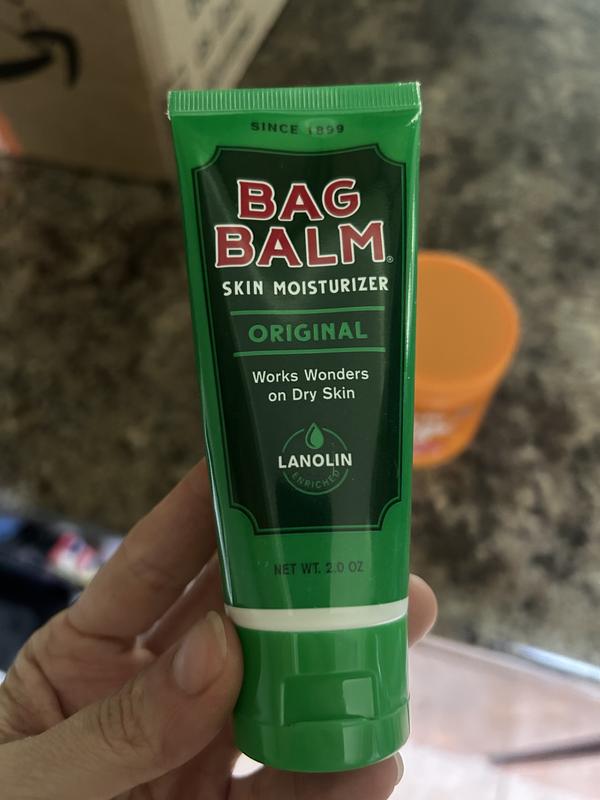 SINCE 1899
BAG
BALM®
SKIN MOISTURIZER
ORIGINAL
Works Wonders
on Dry Skin
LANOLIN
ENRICHED
NET WT. 2.0 OZ